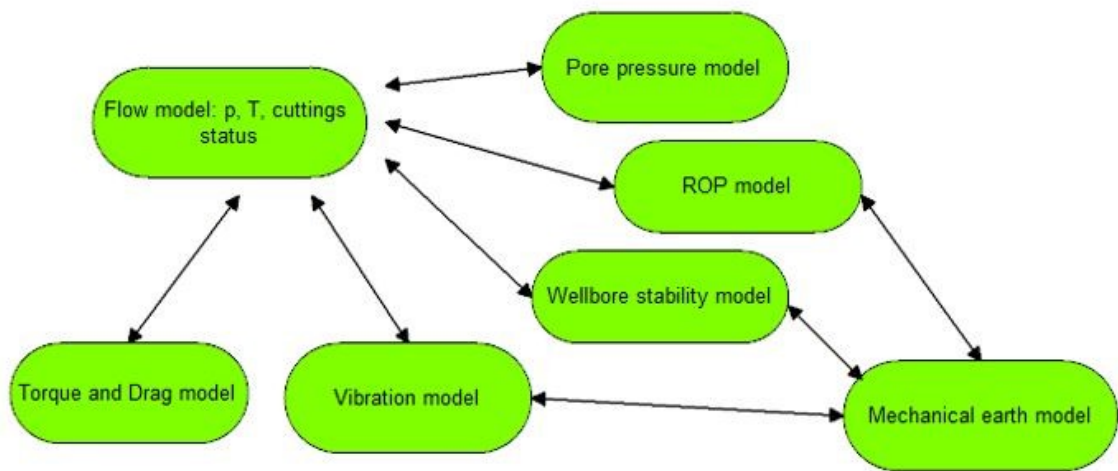 Pore pressure model
Flow model: p, T, cuttings
status
ROP model
Wellbore stability model
Torque and Drag model
Vibration model
Mechanical earth model